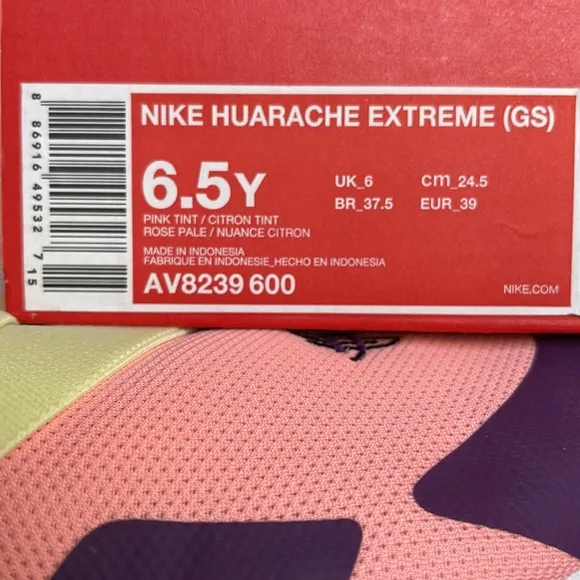 NIKE HUARACHE EXTREME (GS)
6.5Y
UK_6 cm_24.5
BR_37.5 EUR_39
PINK TINT / CITRON TINT
ROSE PALE / NUANCE CITRON
MADE IN INDONESIA
FABRIQUE EN INDONESIE_HECHO EN INDONESIA
AV8239 600
NIKE.COM
8 86916 49532 7 15